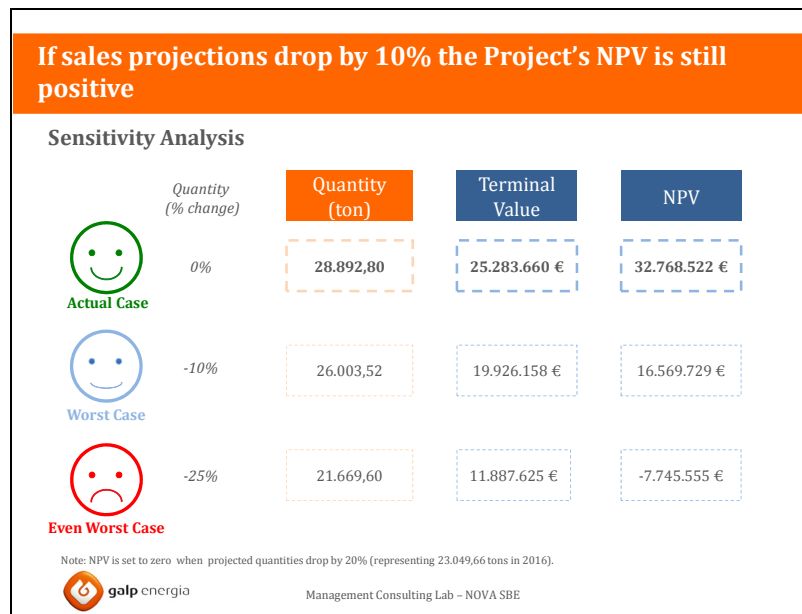 If sales projections drop by 10% the Project's NPV is still
positive
Sensitivity Analysis
Quantity
(% change)
Quantity
(ton)
Terminal
Value
NPV
Actual Case
0%
28.892,80
25.283.660 €
32.768.522 €
Worst Case
-10%
26.003,52
19.926.158 €
16.569.729 €
Even Worst Case
-25%
21.669,60
11.887.625 €
-7.745.555 €
Note: NPV is set to zero when projected quantities drop by 20% (representing 23.049,66 tons in 2016).
galp energia
Management Consulting Lab – NOVA SBE